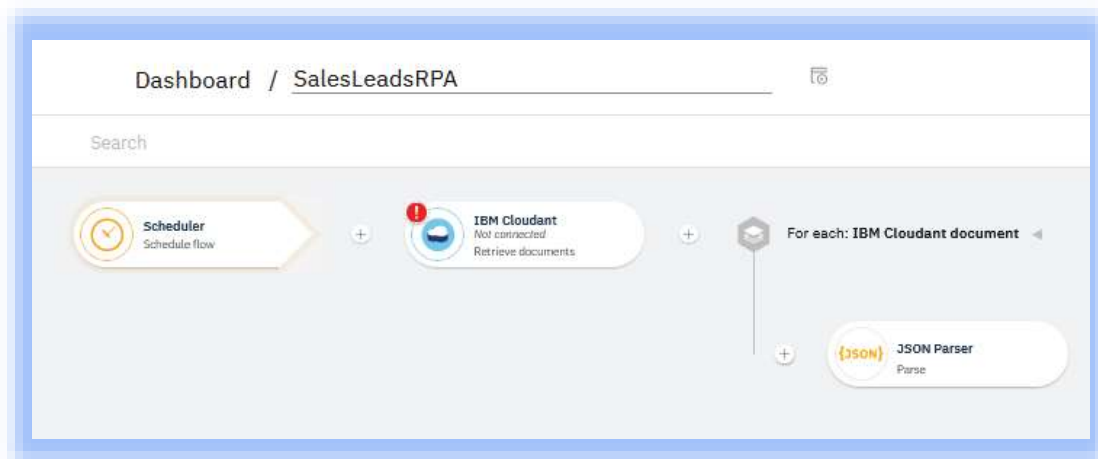 Dashboard / SalesLeadsRPA
Search
Scheduler
Schedule flow
!
IBM Cloudant
Not connected
Retrieve documents
For each: IBM Cloudant document
{JSON}
JSON Parser
Parse